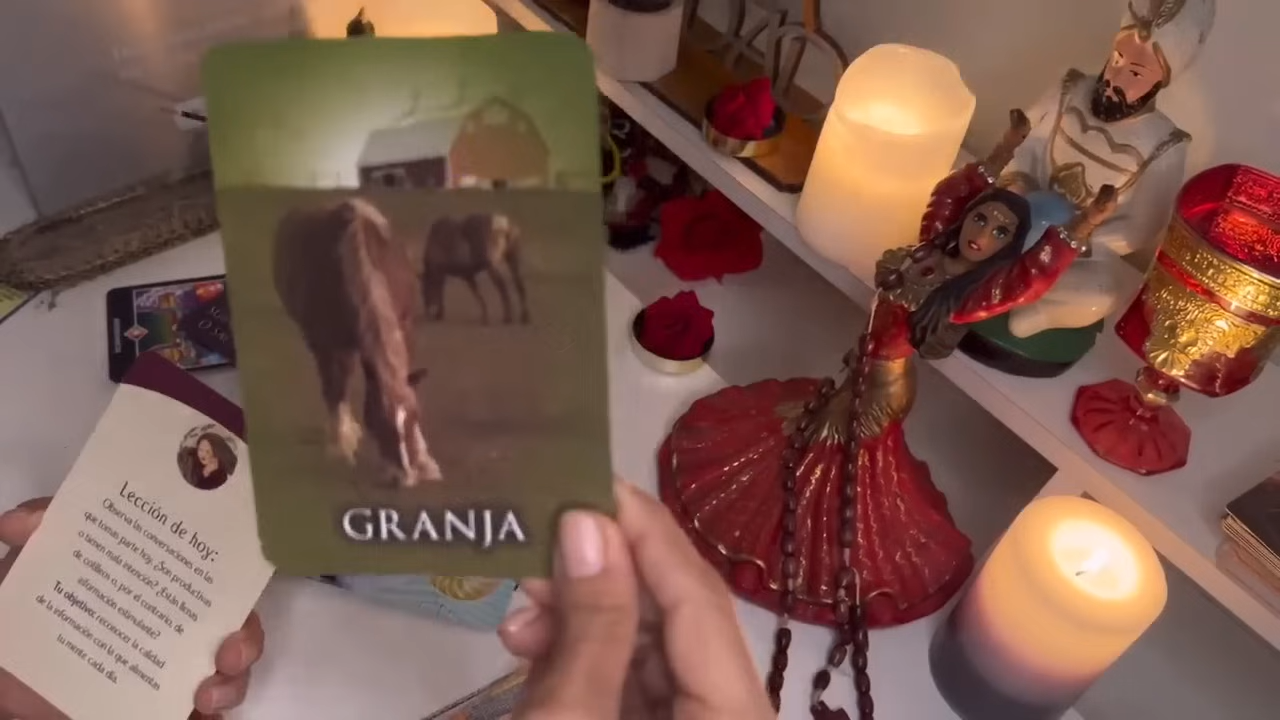 GRANJA
Lección de hoy:
Observa las conversaciones en las
que tomas parte hoy. ¿Son productivas
o tienen mala intención? ¿Están llenas
de cotilleos o, por el contrario, de
información estimulante?
Tu objetivo: reconocer la calidad
de la información con la que alimentas
tu mente cada día.